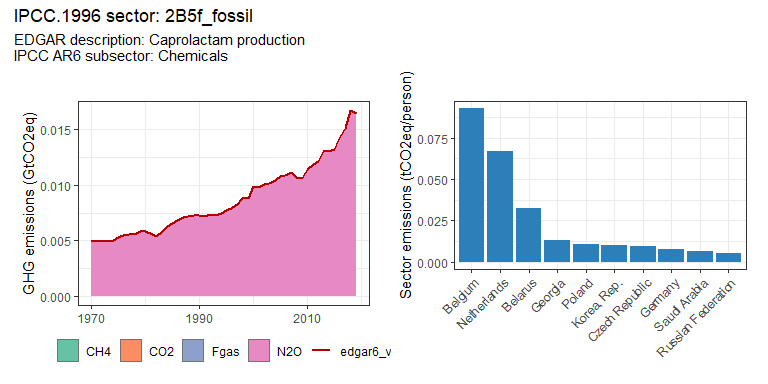 IPCC.1996 sector: 2B5f_fossil
EDGAR description: Caprolactam production
IPCC AR6 subsector: Chemicals
GHG emissions (GtCO2eq)
0.015
0.010
0.005
0.000
1970
1990
2010
CH4
CO2
Fgas
N2O
edgar6_v
Sector emissions (tCO2eq/person)
0.075
0.050
0.025
0.000
Belgium
Netherlands
Belarus
Georgia
Poland
Korea, Rep.
Czech Republic
Germany
Saudi Arabia
Russian Federation